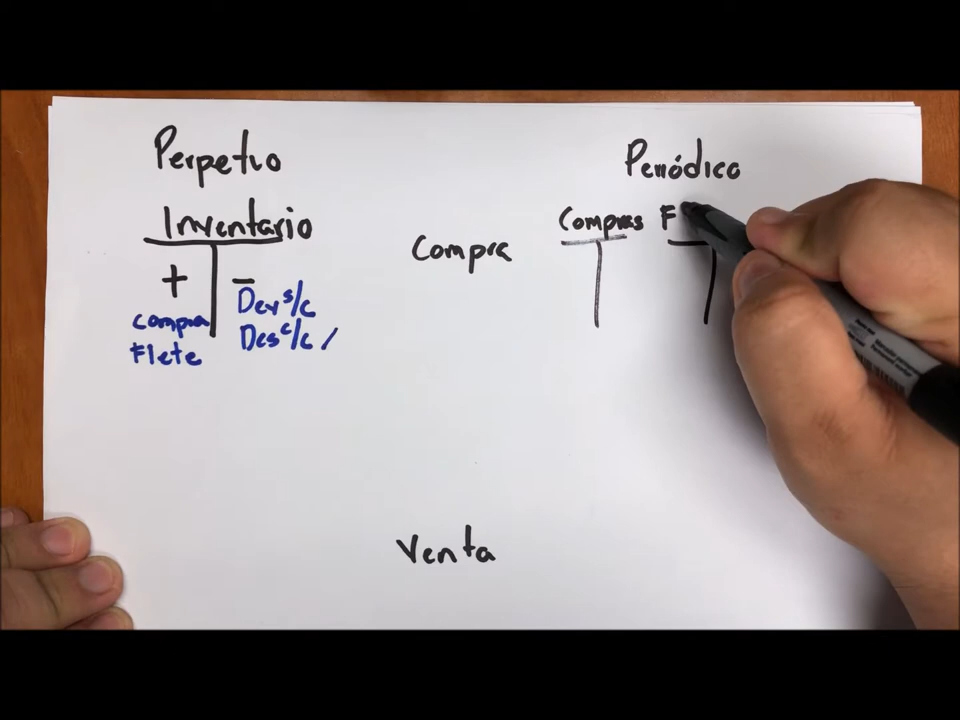 Perpetuo
Inventario
+ -
compra
Flete
Dev s/c
Des c/c /
Compra
Periódico
Compras F
Venta